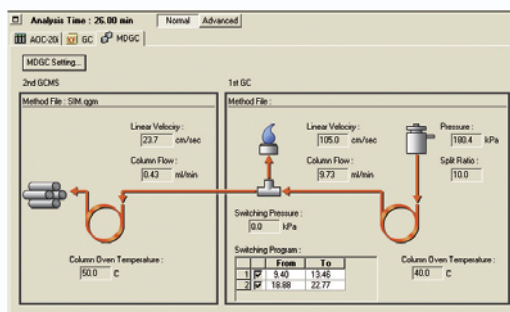 Analysis Time : 26.00 min Normal Advanced
AOC-20i GC MDGC
MDGC Setting...
2nd GCMS
Method File : SIM.qgm
Linear Velociry :
23.7 cm/sec
Column Flow :
0.43 ml/min
Column Oven Temperature :
50.0 C
1st GC
Method File :
Linear Velociry :
105.0 cm/sec
Column Flow :
9.73 ml/min
Pressure :
180.4 kPa
Split Ratio :
10.0
Switching Pressure :
0.0 kPa
Switching Program :
From To
1 9.40 13.46
2 18.88 22.77
Column Oven Temperature :
40.0 C